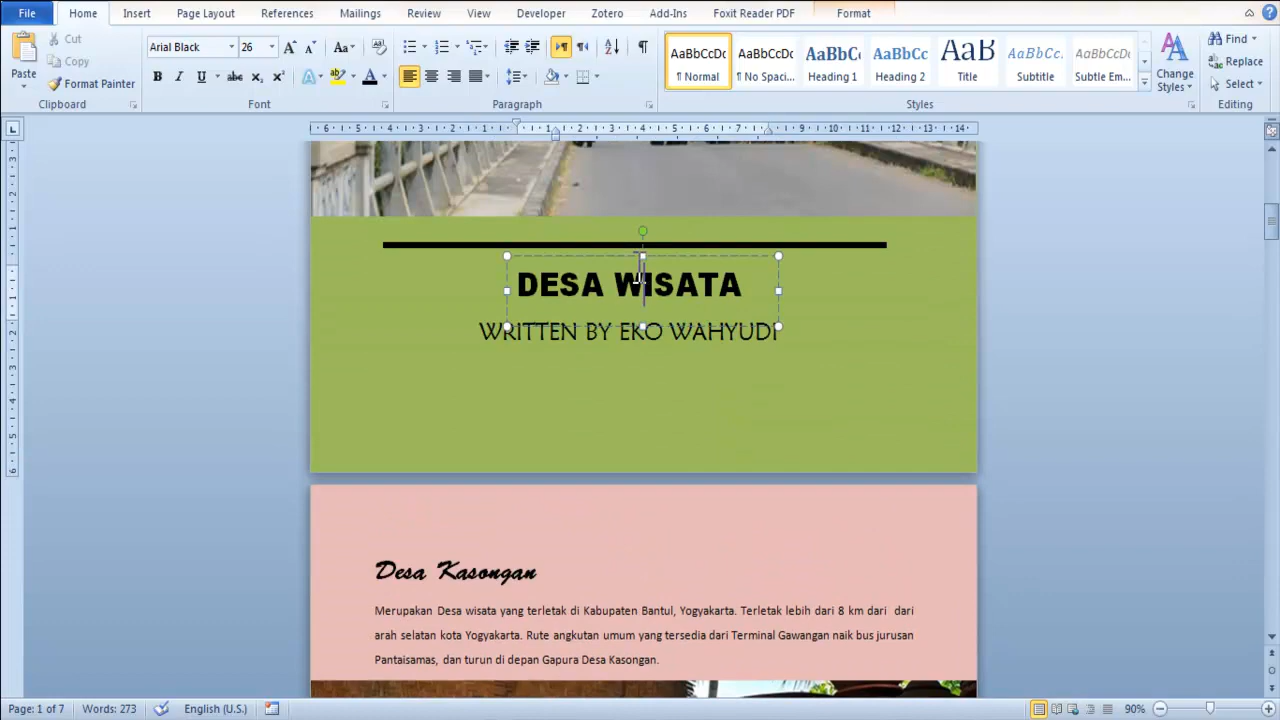 File Home Insert Page Layout References Mailings Review View Developer Zotero Add-Ins Foxit Reader PDF Format
Paste
Cut
Copy
Format Painter
Clipboard
Arial Black 26
Font
Paragraph
AaBbCcDc AaBbCcDc AaBbC AaBbCc AaB AaBbCcI AaBbCcDc
¶ Normal ¶ No Spaci... Heading 1 Heading 2 Title Subtitle Subtle Em...
Styles
Change Styles
Find
Replace
Select
Editing
DESA WISATA
WRITTEN BY EKO WAHYUDI
Desa Kasongan
Merupakan Desa wisata yang terletak di Kabupaten Bantul, Yogyakarta. Terletak lebih dari 8 km dari dari
arah selatan kota Yogyakarta. Rute angkutan umum yang tersedia dari Terminal Gawangan naik bus jurusan
Pantaisamas, dan turun di depan Gapura Desa Kasongan.
Page: 1 of 7 Words: 273 English (U.S.) 90%